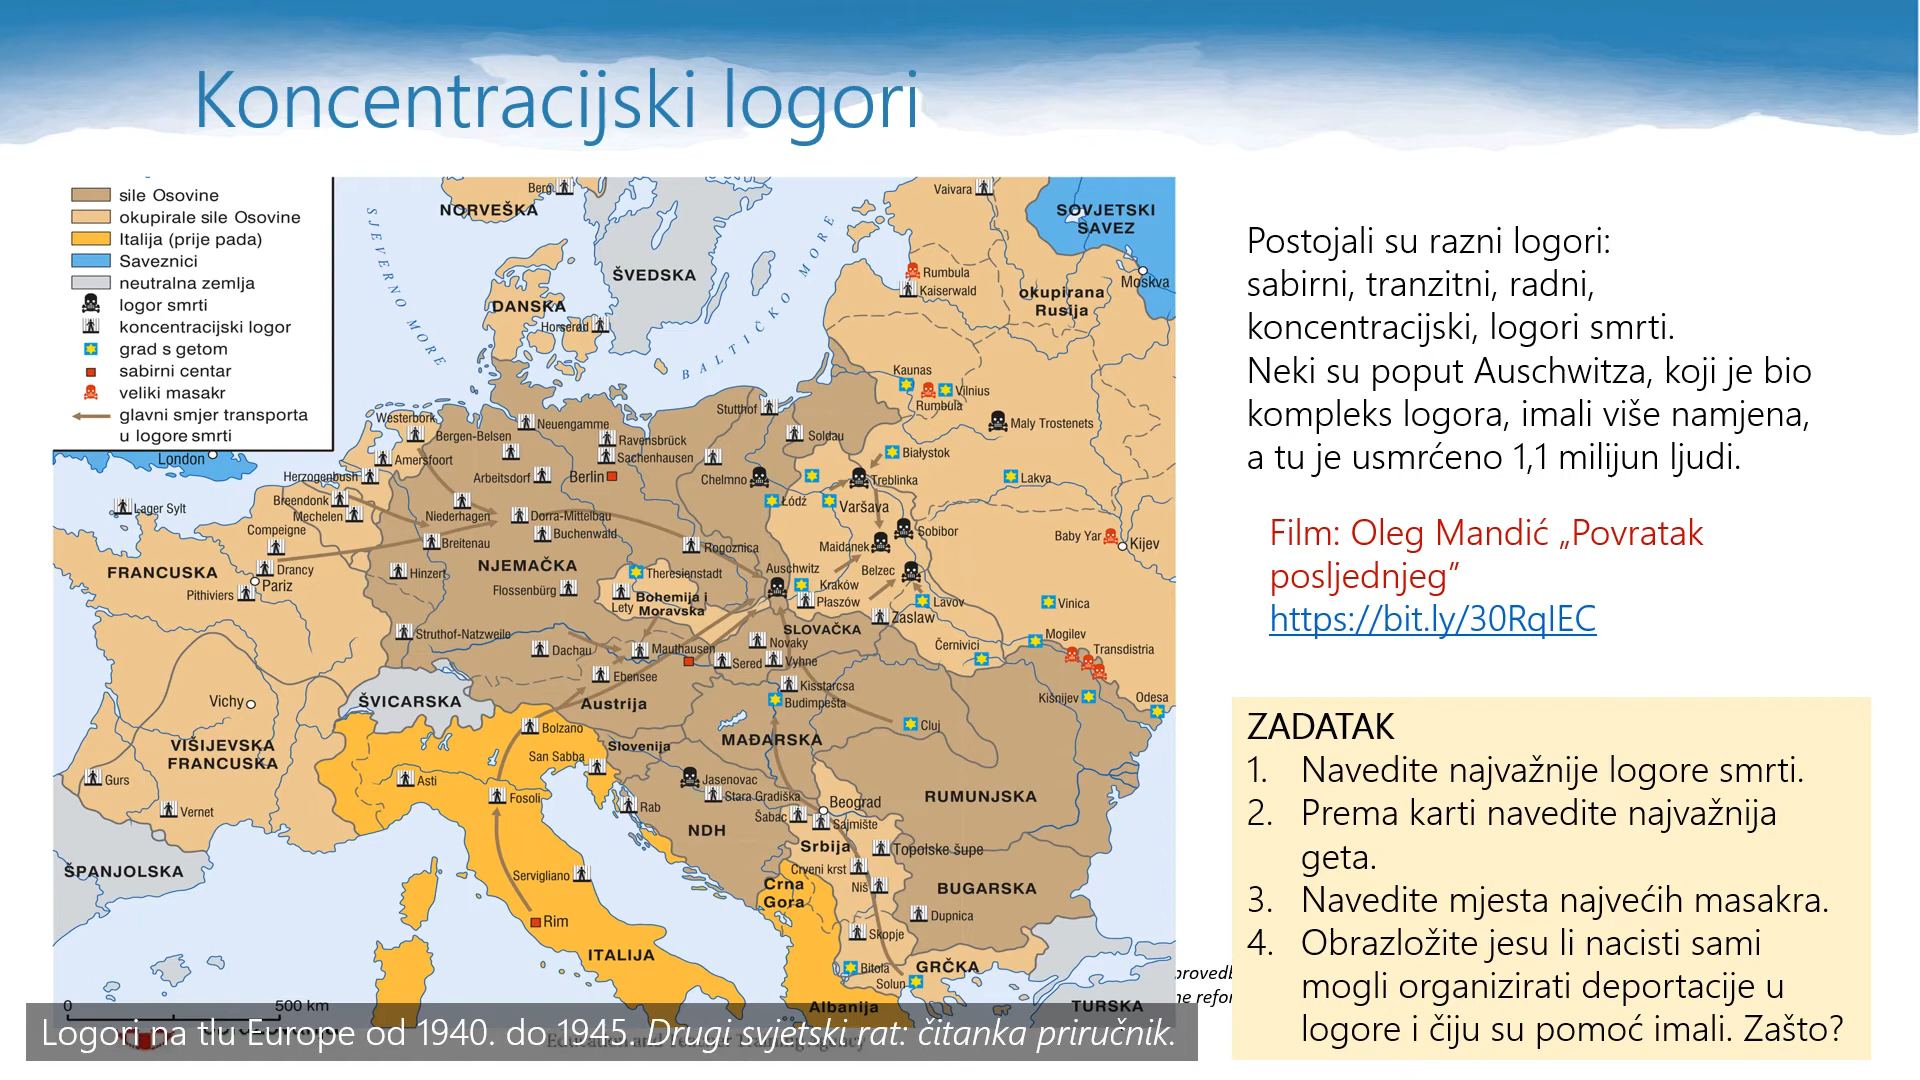 Koncentracijski logori
sile Osovine
okupirale sile Osovine
Italija (prije pada)
Saveznici
neutralna zemlja
logor smrti
koncentracijski logor
grad s getom
sabirni centar
veliki masakr
glavni smjer transporta
u logore smrti
SJEVERNO MORE
BALTIČKO MORE
Berg
NORVEŠKA
ŠVEDSKA
DANSKA
Horserød
Vaivara
SOVJETSKI
SAVEZ
Moskva
Rumbula
Kaiserwald
okupirana
Rusija
Kaunas
Vilnius
Rumbula
Maly Trostenets
Stutthof
Soldau
Białystok
Lakva
Westerbork
Neuengamme
Bergen-Belsen
Ravensbrück
Sachenhausen
London
Amersfoort
Herzogenbush
Arbeitsdorf
Berlin
Chelmno
Treblinka
Łódź
Varšava
Lager Sylt
Breendonk
Mechelen
Niederhagen
Dorra-Mittelbau
Buchenwald
Sobibor
Baby Yar
Kijev
Compeigne
Breitenau
Rogoznica
Maidanek
FRANCUSKA
Drancy
Pariz
Pithiviers
Hinzert
NJEMAČKA
Flossenbürg
Theresienstadt
Lety
Bohemija i
Moravska
Auschwitz
Belzec
Kraków
Płaszów
Lavov
Zaslaw
Vinica
Struthof-Natzweile
Dachau
Mauthausen
SLOVAČKA
Novaky
Sered
Vyhne
Černivici
Mogilev
Transdistria
Ebensee
Kisstarcsa
Budimpešta
Kišnijev
Odesa
Vichy
ŠVICARSKA
Austrija
Cluj
Bolzano
VIŠIJEVSKA
FRANCUSKA
San Sabba
Slovenija
MAĐARSKA
Gurs
Asti
Fosoli
Jasenovac
Stara Gradiška
Vernet
Rab
Šabac
Beograd
Sajmište
RUMUNJSKA
NDH
Srbija
Topolske šupe
ŠPANJOLSKA
Servigliano
Crveni krst
Niš
Crna
Gora
BUGARSKA
Dupnica
Rim
Skopje
ITALIJA
Bitola
Solun
GRČKA
Albanija
TURSKA
0 500 km
Logori na tlu Europe od 1940. do 1945. Drugi svjetski rat: čitanka priručnik.
Postojali su razni logori:
sabirni, tranzitni, radni,
koncentracijski, logori smrti.
Neki su poput Auschwitza, koji je bio
kompleks logora, imali više namjena,
a tu je usmrćeno 1,1 milijun ljudi.
Film: Oleg Mandić „Povratak
posljednjeg”
https://bit.ly/30RqIEC
ZADATAK
1. Navedite najvažnije logore smrti.
2. Prema karti navedite najvažnija
geta.
3. Navedite mjesta najvećih masakra.
4. Obrazložite jesu li nacisti sami
mogli organizirati deportacije u
logore i čiju su pomoć imali. Zašto?